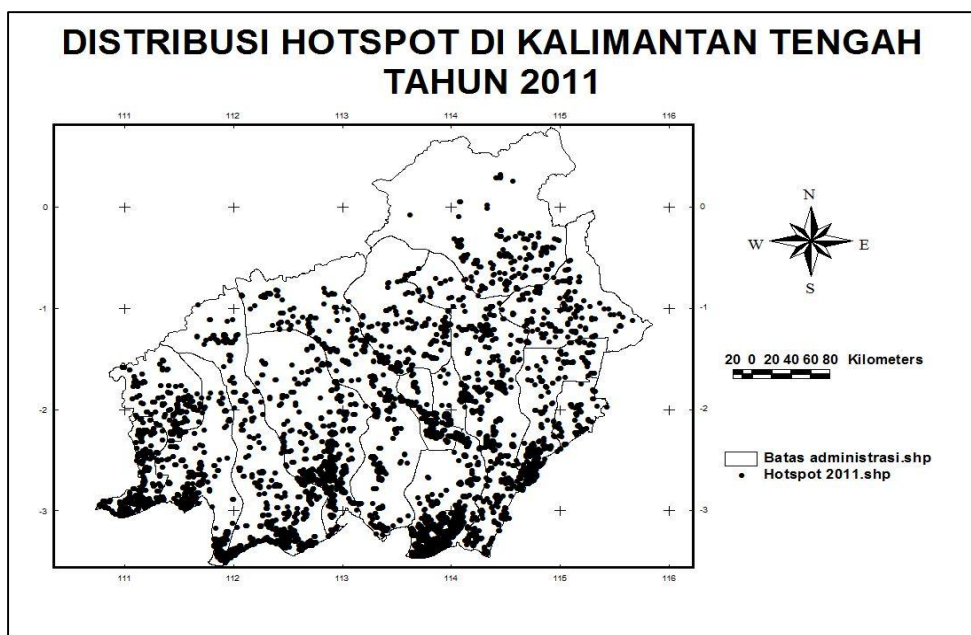 DISTRIBUSI HOTSPOT DI KALIMANTAN TENGAH
TAHUN 2011
111 112 113 114 115
0 0
-1 -1
-2 -2
-3 -3
111 112 113 114 115 116
N
W E
S
20 0 20 40 60 80 Kilometers
Batas administrasi.shp
Hotspot 2011.shp